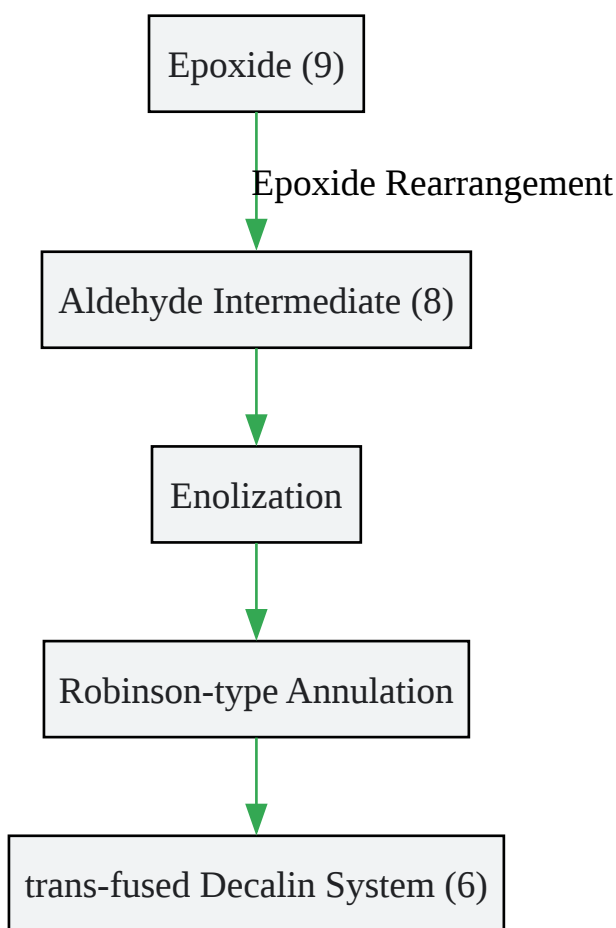 Epoxide (9)
Epoxide Rearrangement
Aldehyde Intermediate (8)
Enolization
Robinson-type Annulation
trans-fused Decalin System (6)